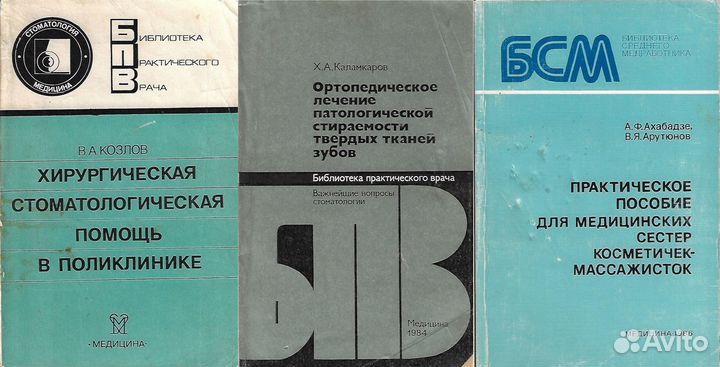 СТОМАТОЛОГИЯ
МЕДИЦИНА
БИБЛИОТЕКА
ПРАКТИЧЕСКОГО
ВРАЧА
В.А.КОЗЛОВ
ХИРУРГИЧЕСКАЯ
СТОМАТОЛОГИЧЕСКАЯ
ПОМОЩЬ
В ПОЛИКЛИНИКЕ
«МЕДИЦИНА»
Х.А.Каламкаров
Ортопедическое
лечение
патологической
стираемости
твердых тканей
зубов
Библиотека практического врача
Важнейшие вопросы
стоматологии
БПВ
Медицина
1984
БСМ
БИБЛИОТЕКА
СРЕДНЕГО
МЕДРАБОТНИКА
А.Ф.Ахабадзе,
В.Я.Арутюнов
ПРАКТИЧЕСКОЕ
ПОСОБИЕ
ДЛЯ МЕДИЦИНСКИХ
СЕСТЕР
КОСМЕТИЧЕК-
МАССАЖИСТОК
МЕДИЦИНА·1986
Avito